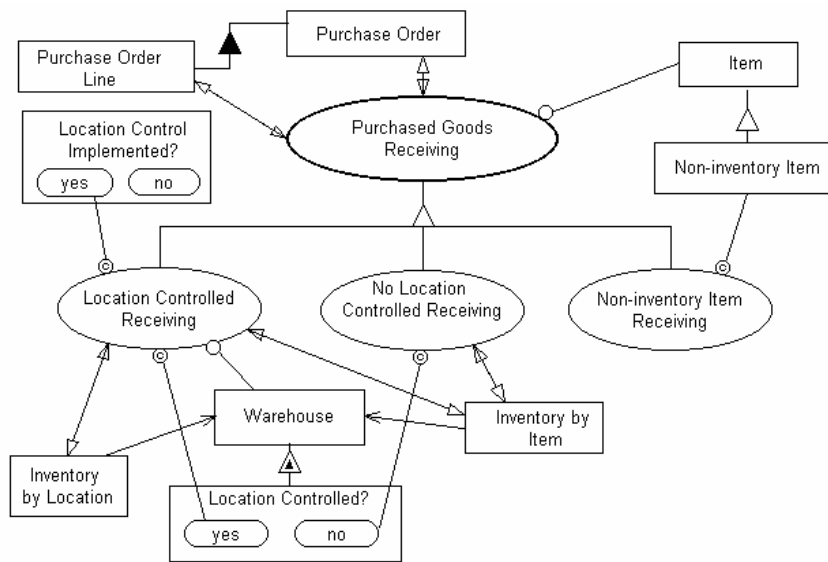 Purchase Order
Purchase Order
Line
Item
Purchased Goods
Receiving
Location Control
Implemented?
yes
no
Non-inventory Item
Location Controlled
Receiving
No Location
Controlled Receiving
Non-inventory Item
Receiving
Warehouse
Inventory by
Item
Inventory
by Location
Location Controlled?
yes
no